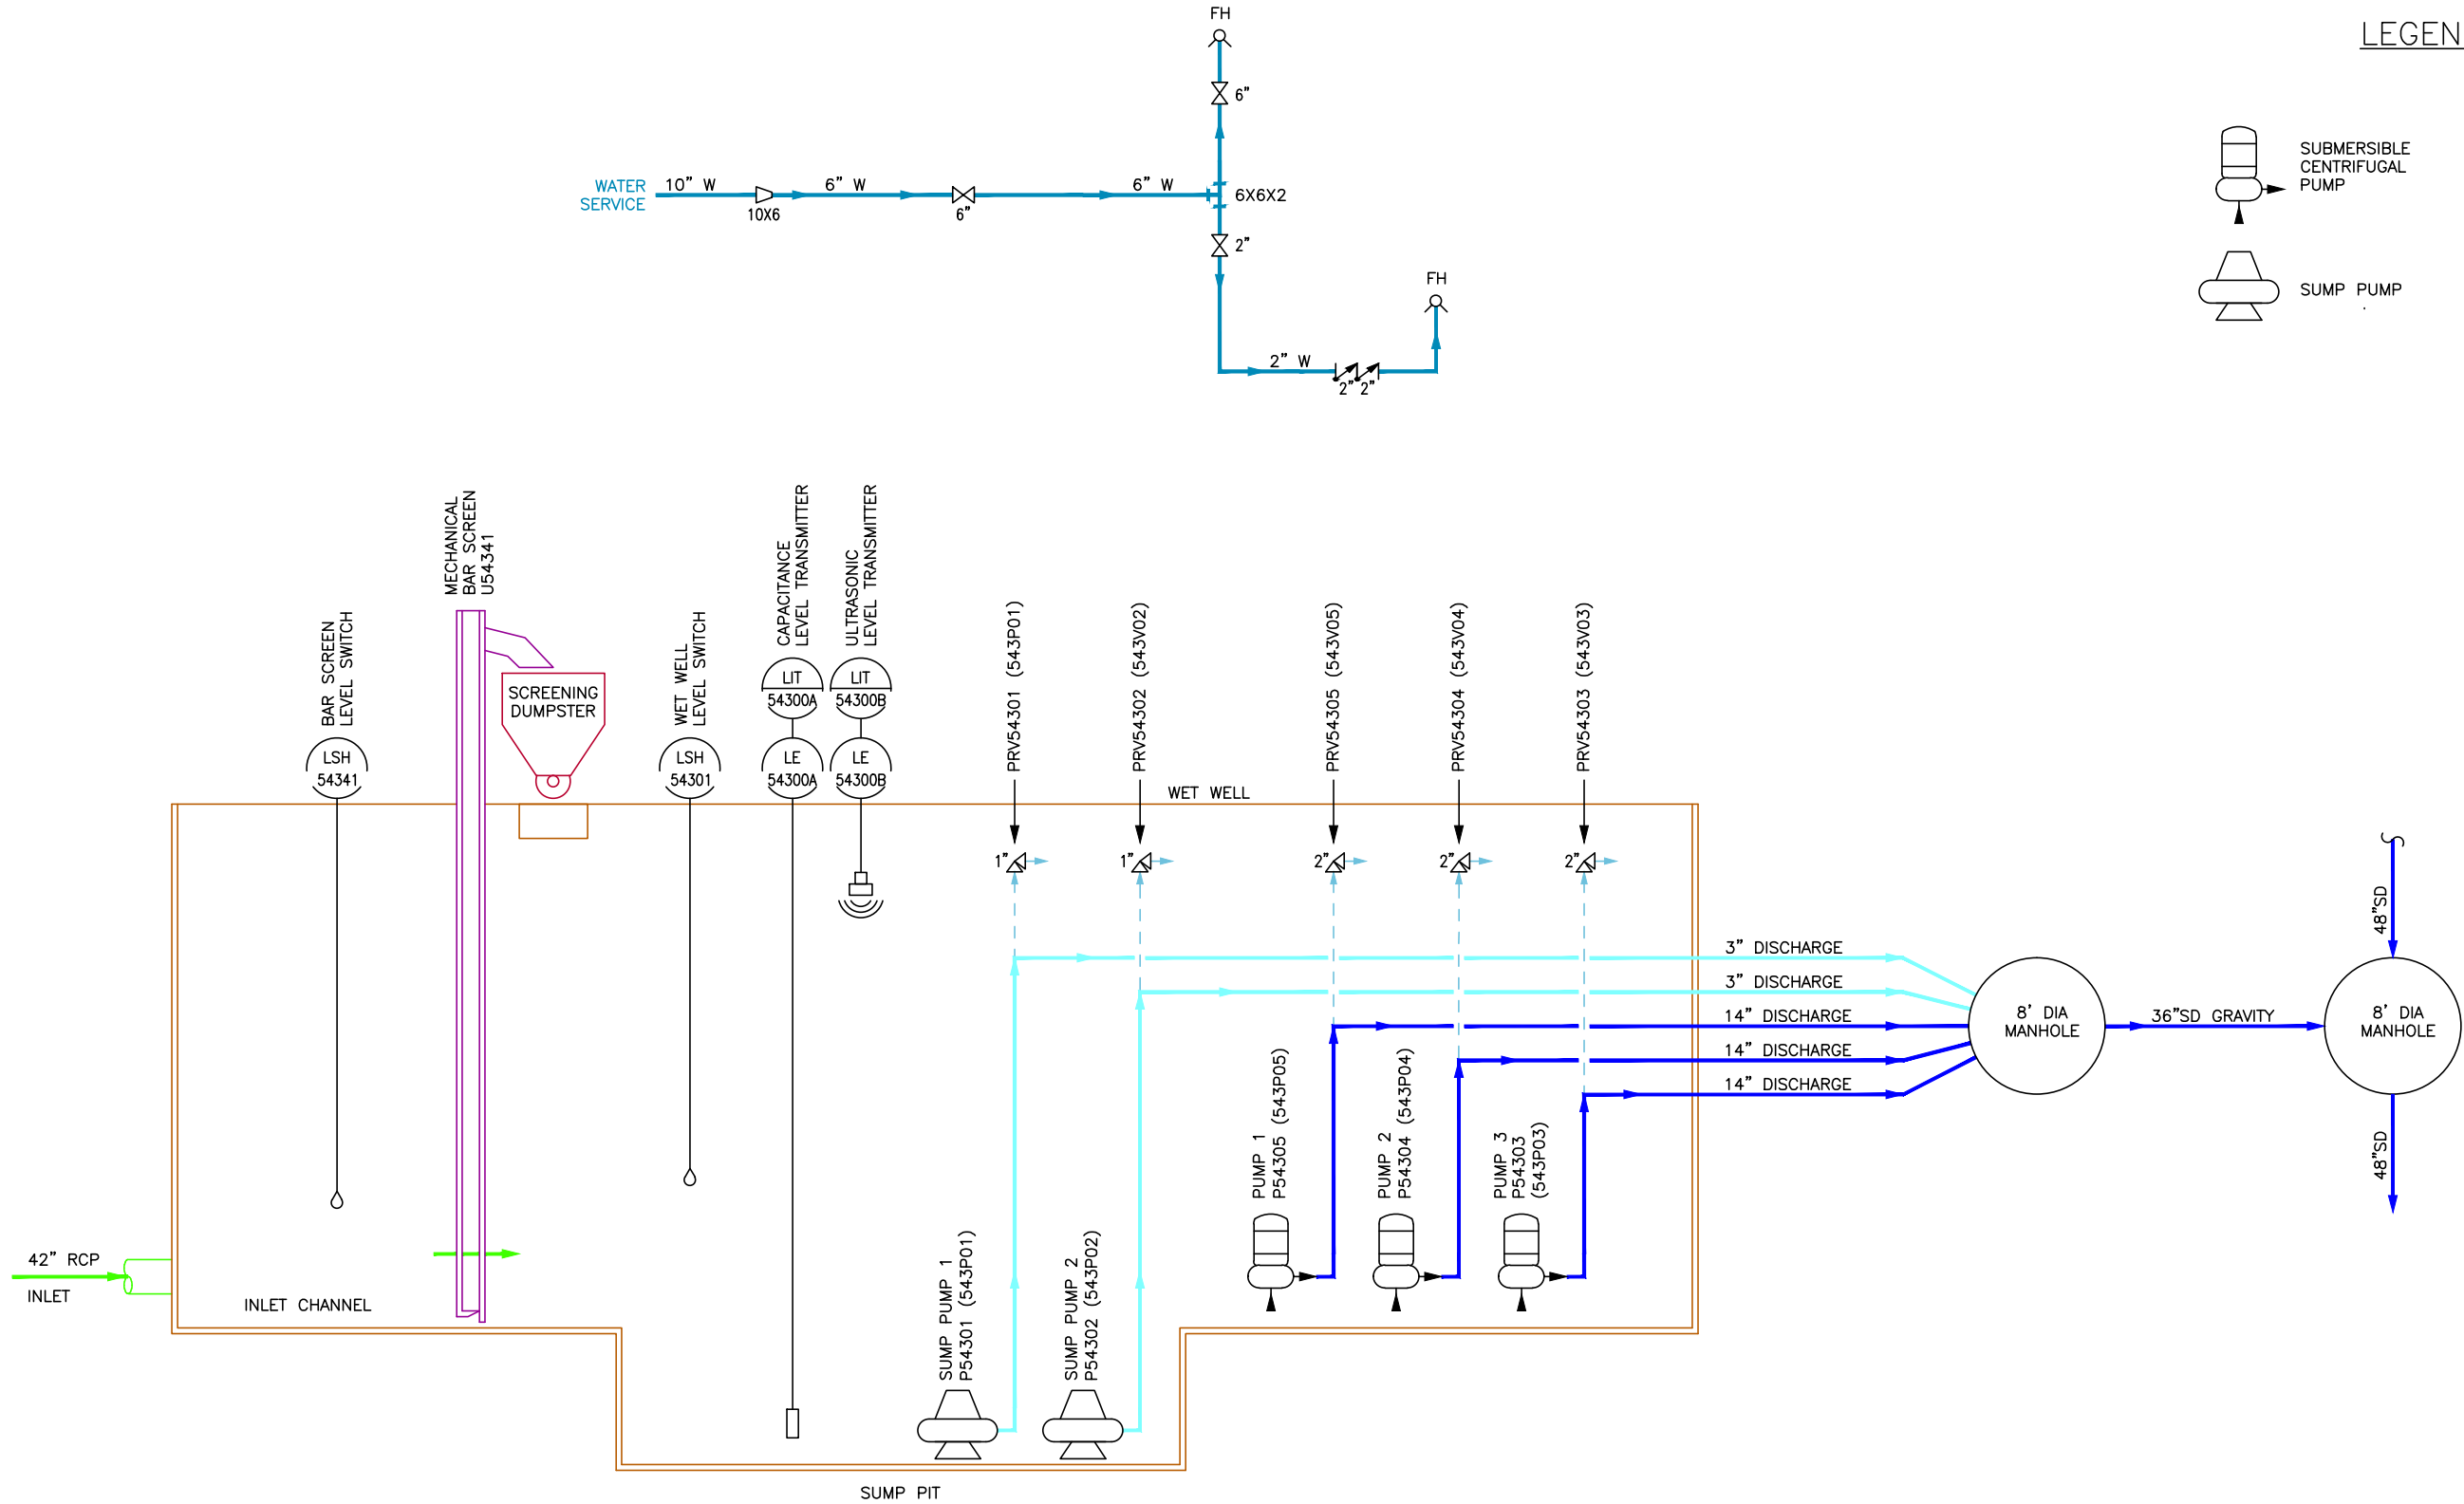 FH
LEGEN
6”
SUBMERSIBLE
CENTRIFUGAL
PUMP
WATER
SERVICE
10” W
10X6
6” W
6”
6” W
6X6X2
2”
FH
SUMP PUMP
2” W
2”
2”
MECHANICAL
BAR SCREEN
U54341
CAPACITANCE
LEVEL TRANSMITTER
ULTRASONIC
LEVEL TRANSMITTER
BAR SCREEN
LEVEL SWITCH
WET WELL
LEVEL SWITCH
PRV54301 (543P01)
PRV54302 (543V02)
PRV54305 (543V05)
PRV54304 (543V04)
PRV54303 (543V03)
SCREENING
DUMPSTER
LIT
54300A
LIT
54300B
LSH
54341
LSH
54301
LE
54300A
LE
54300B
WET WELL
1”
1”
2”
2”
2”
48”SD
3” DISCHARGE
3” DISCHARGE
14” DISCHARGE
14” DISCHARGE
14” DISCHARGE
8’ DIA
MANHOLE
36”SD GRAVITY
8’ DIA
MANHOLE
48”SD
PUMP 1
P54305 (543P05)
PUMP 2
P54304 (543P04)
PUMP 3
P54303
(543P03)
42” RCP
INLET
INLET CHANNEL
SUMP PUMP 1
P54301 (543P01)
SUMP PUMP 2
P54302 (543P02)
SUMP PIT